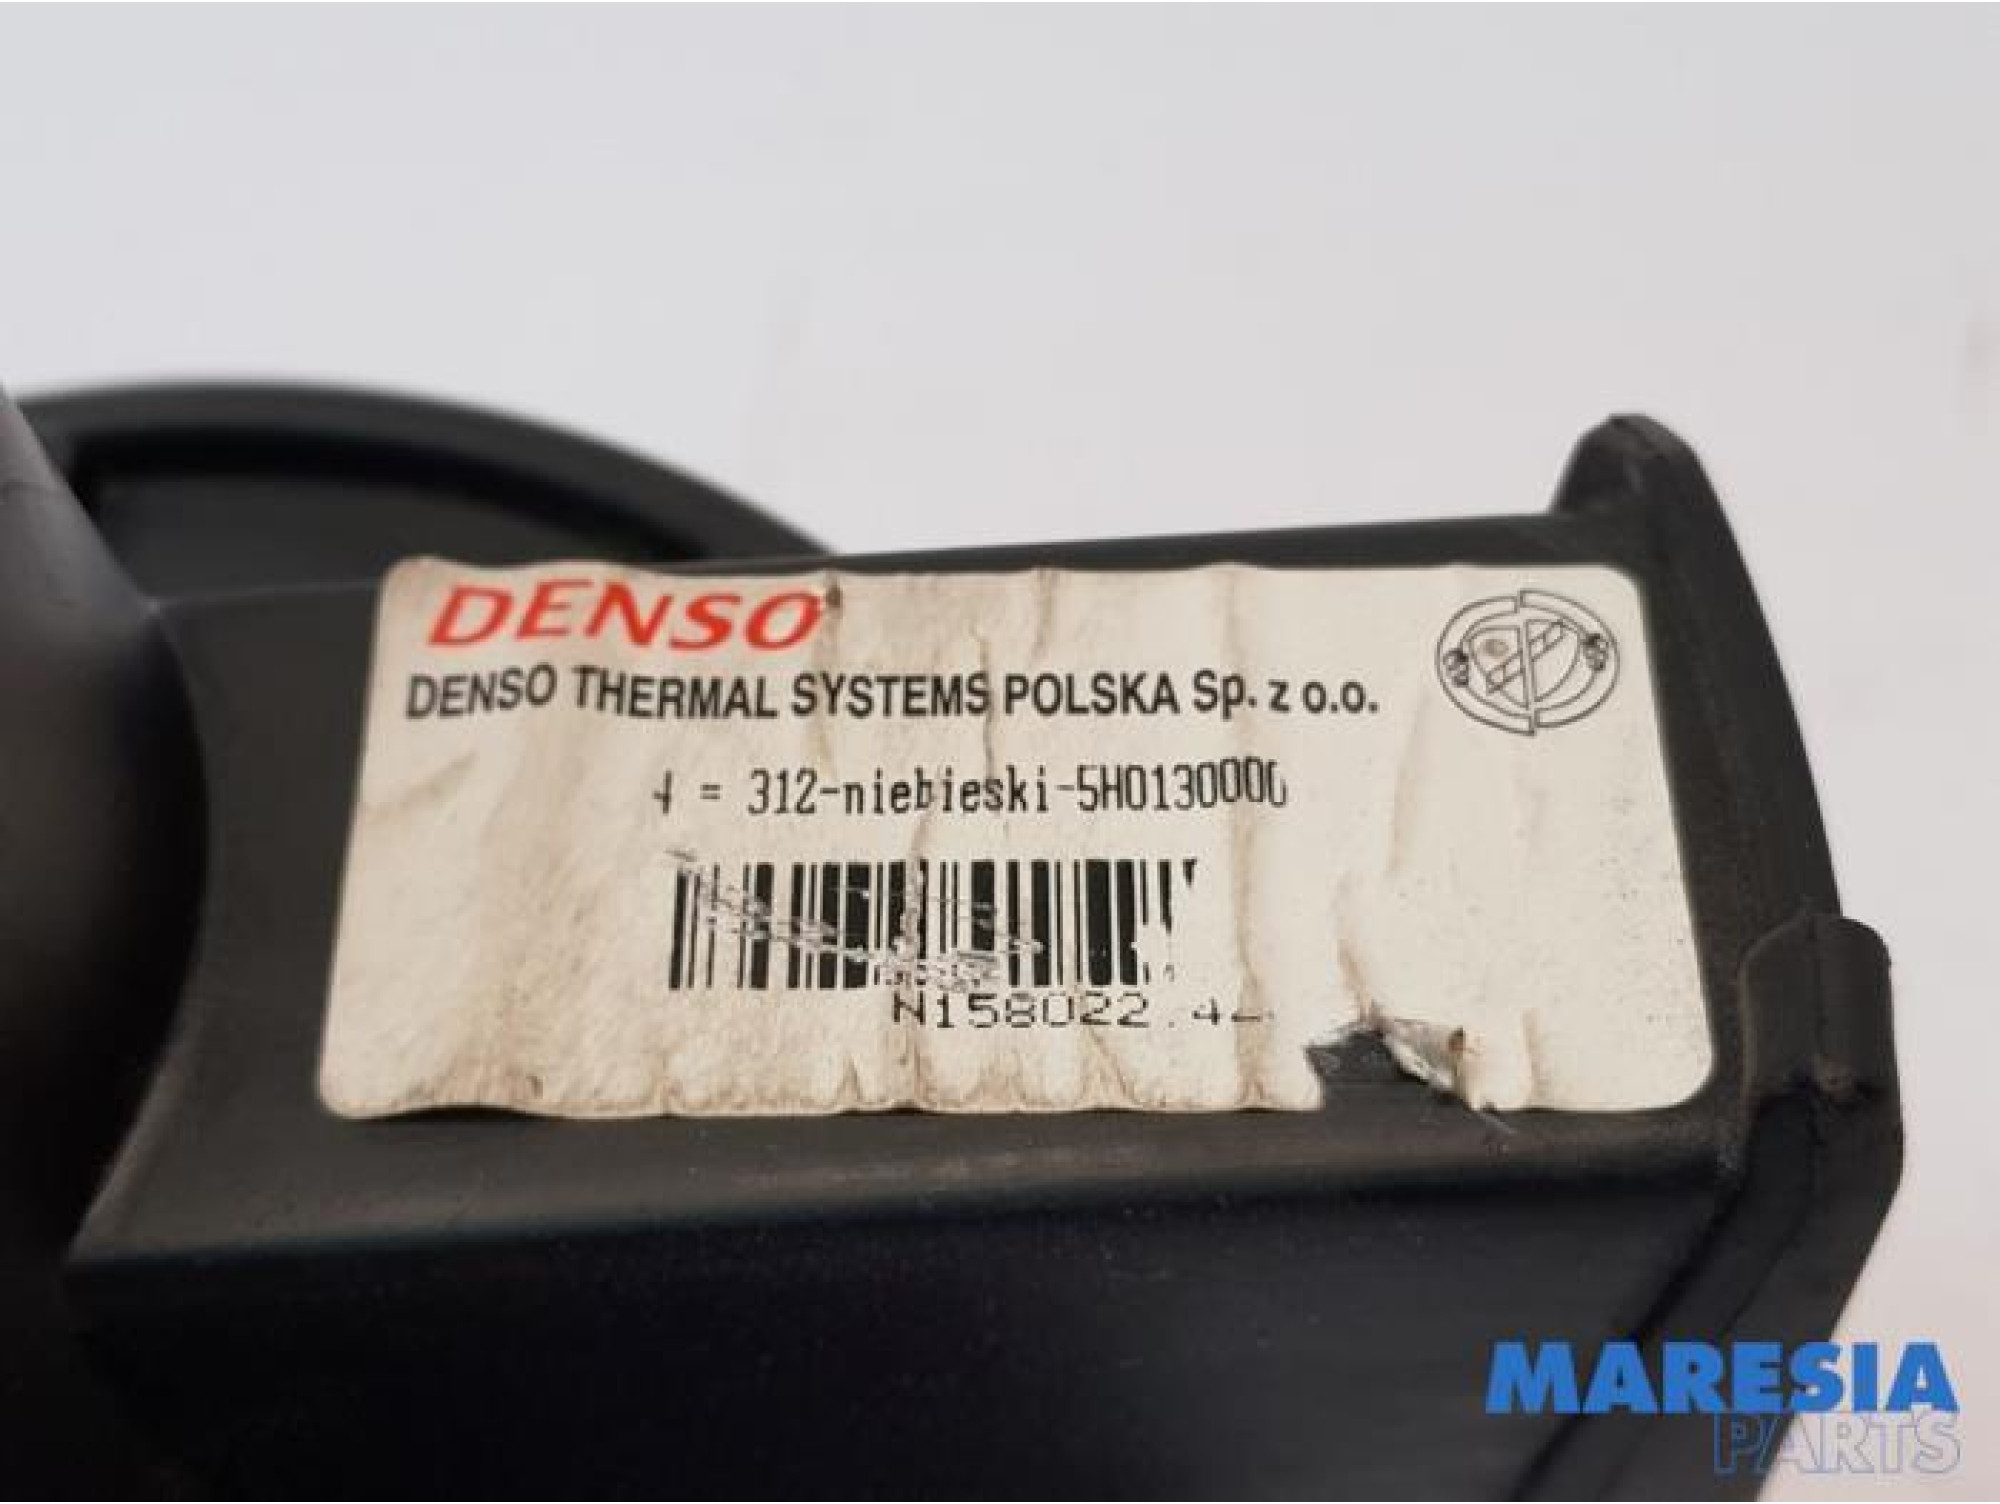 DENSO
DENSO THERMAL SYSTEMS POLSKA Sp. z o.o.
4 = 312-niebieski-5H0130000
N158022.4
MARESIA
PARTS